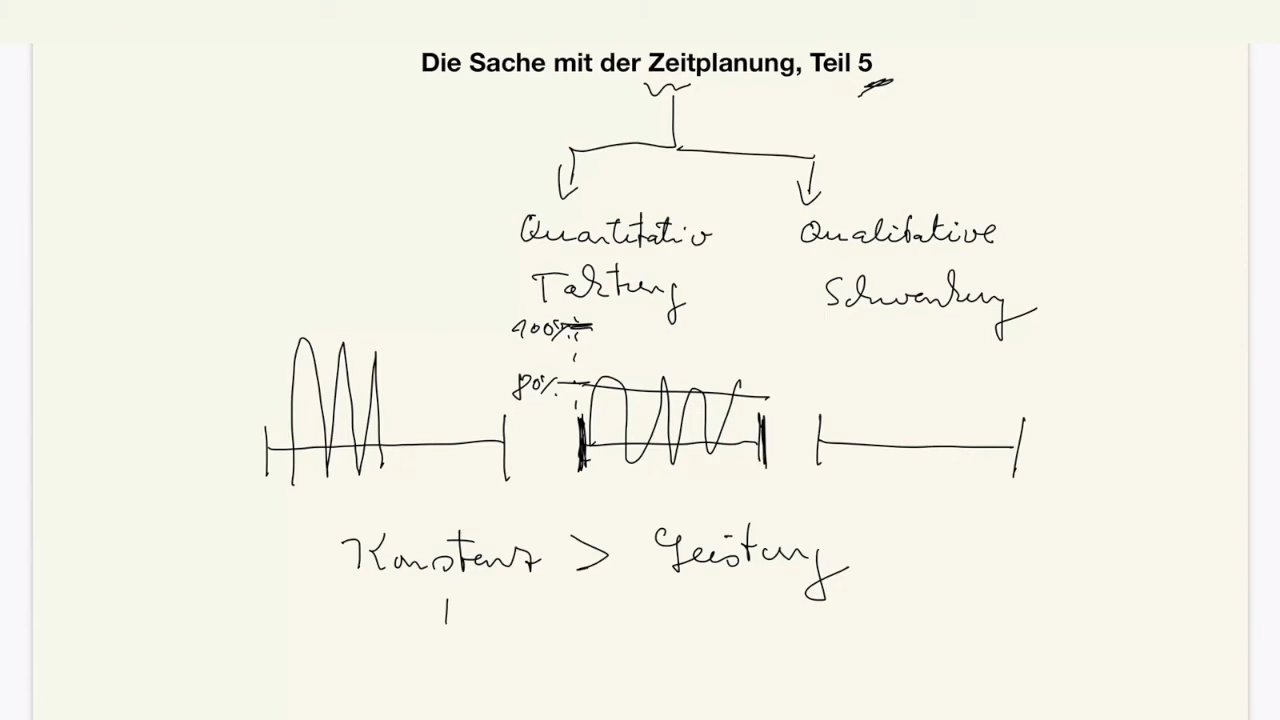 Die Sache mit der Zeitplanung, Teil 5
Quantitativ Qualitative
Taktung Schwankung
100%
80%
Konstanz > Leistung